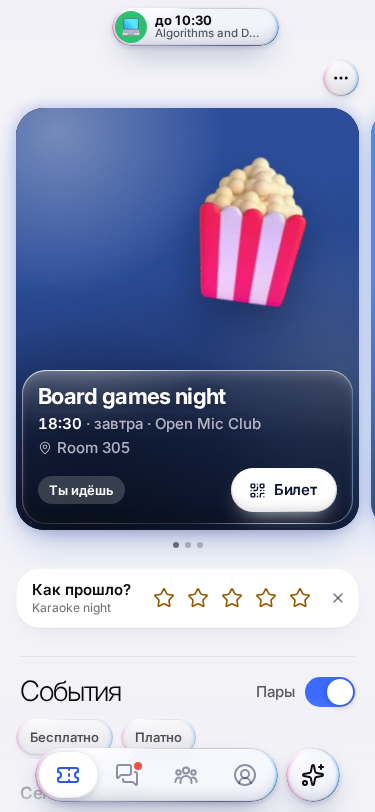 до 10:30
Algorithms and D...
Board games night
18:30 · завтра · Open Mic Club
Room 305
Ты идёшь
Билет
Как прошло?
Karaoke night
События
Пары
Бесплатно
Платно